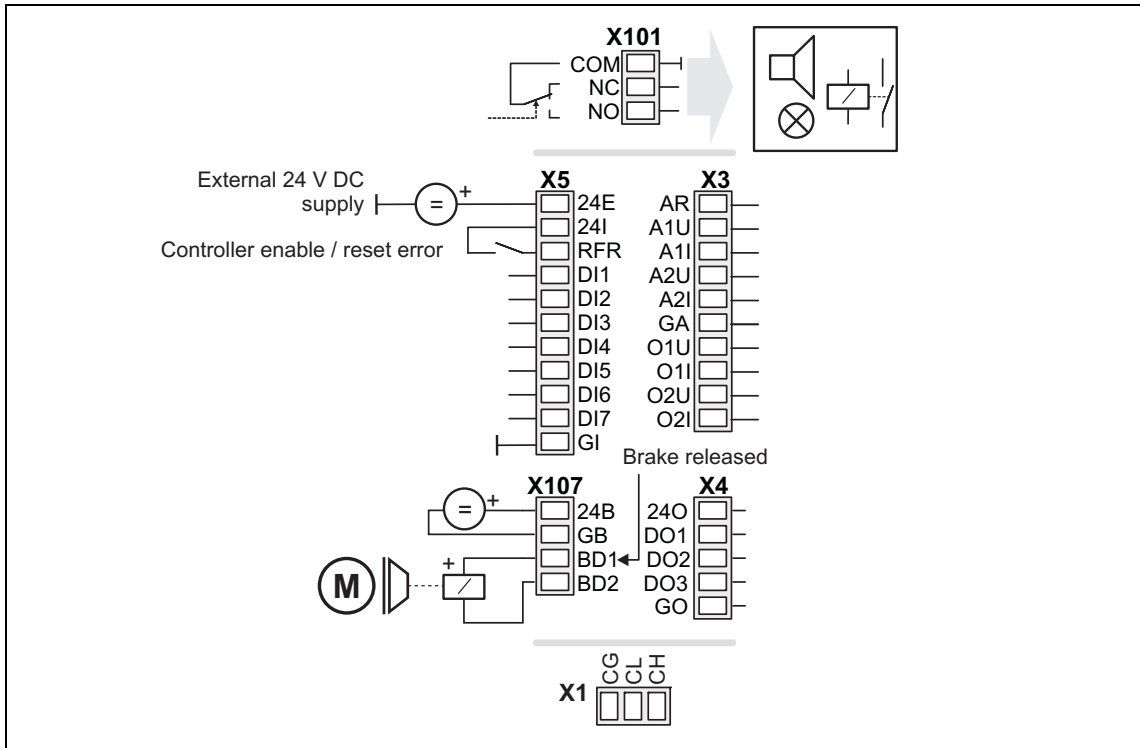 X101
COM
NC
NO
External 24 V DC
supply
=
+
Controller enable / reset error
X5
24E
24I
RFR
DI1
DI2
DI3
DI4
DI5
DI6
DI7
GI
X3
AR
A1U
A1I
A2U
A2I
GA
O1U
O1I
O2U
O2I
Brake released
X107
=
+
24B
GB
BD1
BD2
+
M
X4
24O
DO1
DO2
DO3
GO
X1
CG
CL
CH